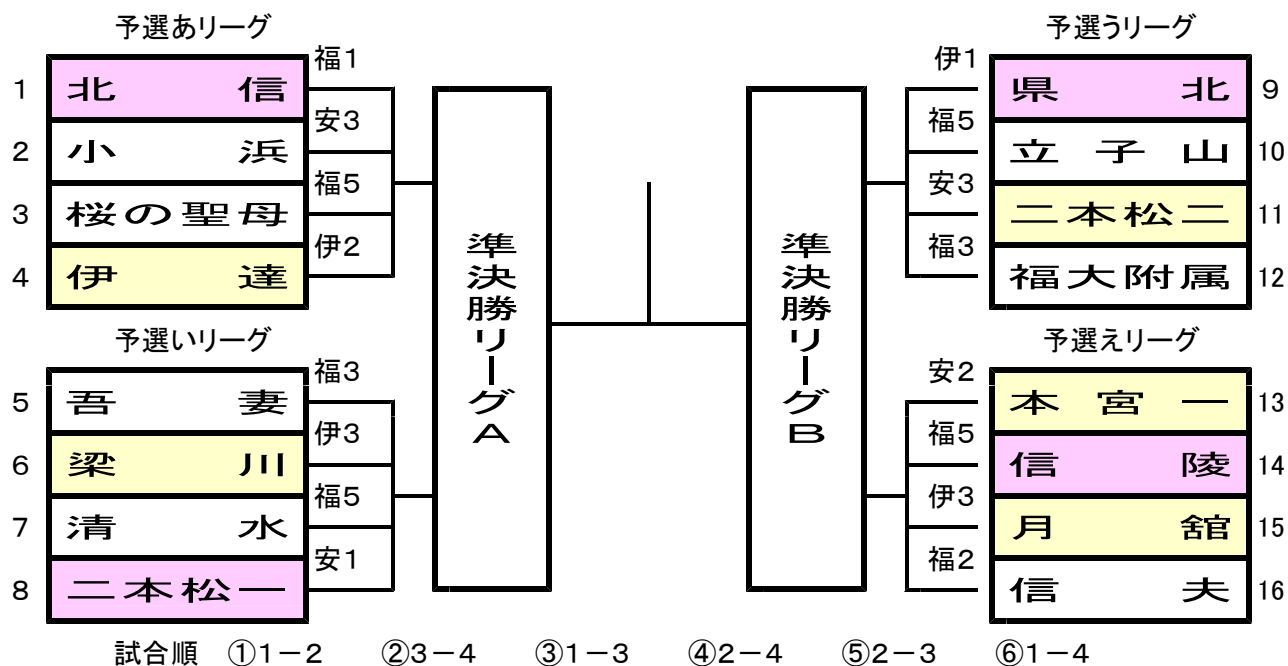 予選あリーグ
福1
1 北信
安3
2 小浜
福5
3 桜の聖母
伊2
4 伊達
予選いリーグ
福3
5 吾妻
伊3
6 梁川
福5
7 清水
安1
8 二本松一
準決勝リーグA
準決勝リーグB
予選うリーグ
伊1
県北 9
福5
立子山 10
安3
二本松二 11
福3
福大附属 12
予選えリーグ
安2
本宮一 13
福5
信陵 14
伊3
月舘 15
福2
信夫 16
試合順 ①1－2 ②3－4 ③1－3 ④2－4 ⑤2－3 ⑥1－4